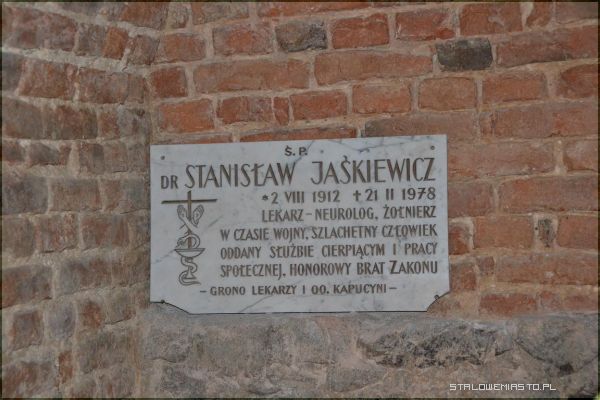 Ś.P.
DR STANISŁAW JAŚKIEWICZ
*2 VIII 1912 +21 II 1978
LEKARZ-NEUROLOG, ŻOŁNIERZ
W CZASIE WOJNY, SZLACHETNY CZŁOWIEK
ODDANY SŁUŻBIE CIERPIĄCYM I PRACY
SPOŁECZNEJ. HONOROWY BRAT ZAKONU
- GRONO LEKARZY I OO. KAPUCYNI -
STALOWEMIASTO.PL